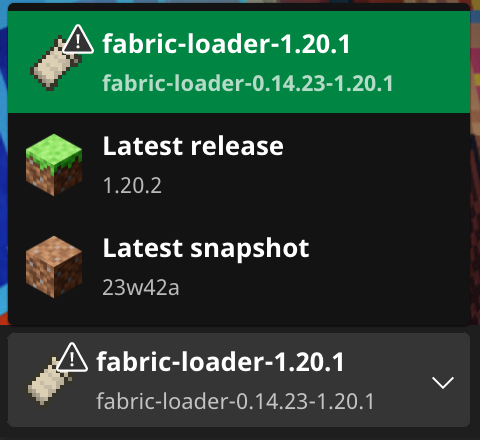 fabric-loader-1.20.1
fabric-loader-0.14.23-1.20.1
Latest release
1.20.2
Latest snapshot
23w42a
fabric-loader-1.20.1
fabric-loader-0.14.23-1.20.1